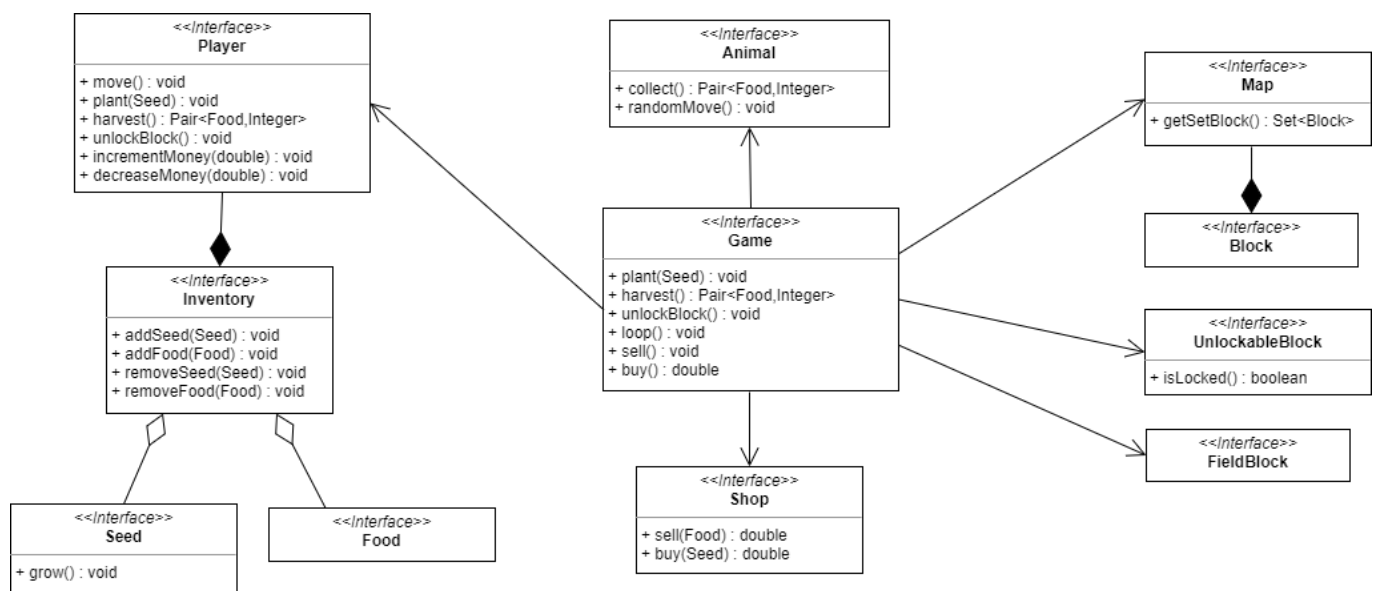 <<Interface>>
Player
+ move() : void
+ plant(Seed) : void
+ harvest() : Pair<Food,Integer>
+ unlockBlock() : void
+ incrementMoney(double) : void
+ decreaseMoney(double) : void
<<Interface>>
Animal
+ collect() : Pair<Food,Integer>
+ randomMove() : void
<<Interface>>
Map
+ getSetBlock() : Set<Block>
<<Interface>>
Block
<<Interface>>
Game
+ plant(Seed) : void
+ harvest() : Pair<Food,Integer>
+ unlockBlock() : void
+ loop() : void
+ sell() : void
+ buy() : double
<<Interface>>
Inventory
+ addSeed(Seed) : void
+ addFood(Food) : void
+ removeSeed(Seed) : void
+ removeFood(Food) : void
<<Interface>>
UnlockableBlock
+ isLocked() : boolean
<<Interface>>
FieldBlock
<<Interface>>
Shop
+ sell(Food) : double
+ buy(Seed) : double
<<Interface>>
Seed
+ grow() : void
<<Interface>>
Food